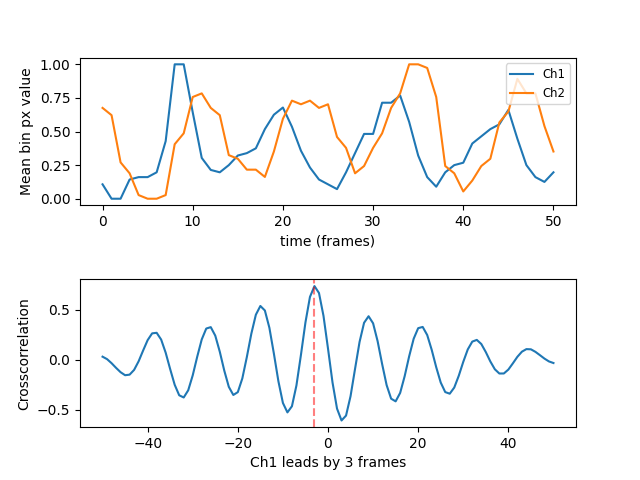 1.00
0.75
0.50
0.25
0.00
Mean bin px value
Ch1
Ch2
0 10 20 30 40 50
time (frames)
0.5
0.0
−0.5
Crosscorrelation
−40 −20 0 20 40
Ch1 leads by 3 frames